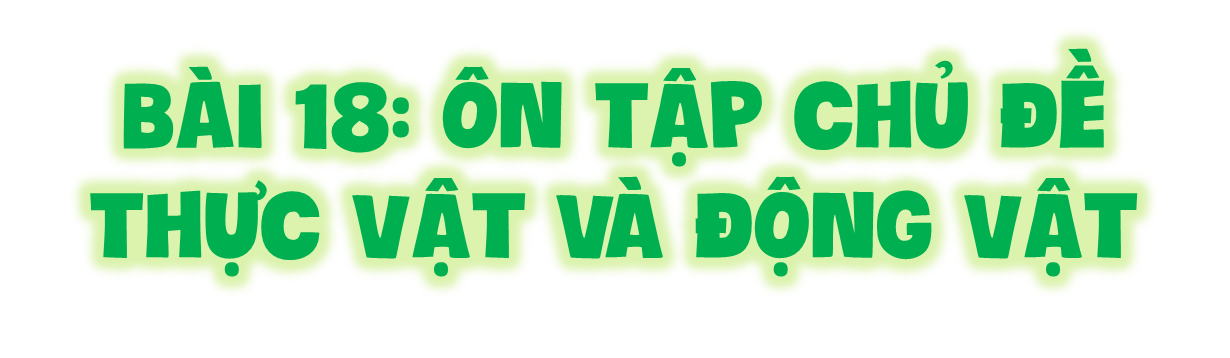 BÀI 18: ÔN TẬP CHỦ ĐỀ
THỰC VẬT VÀ ĐỘNG VẬT